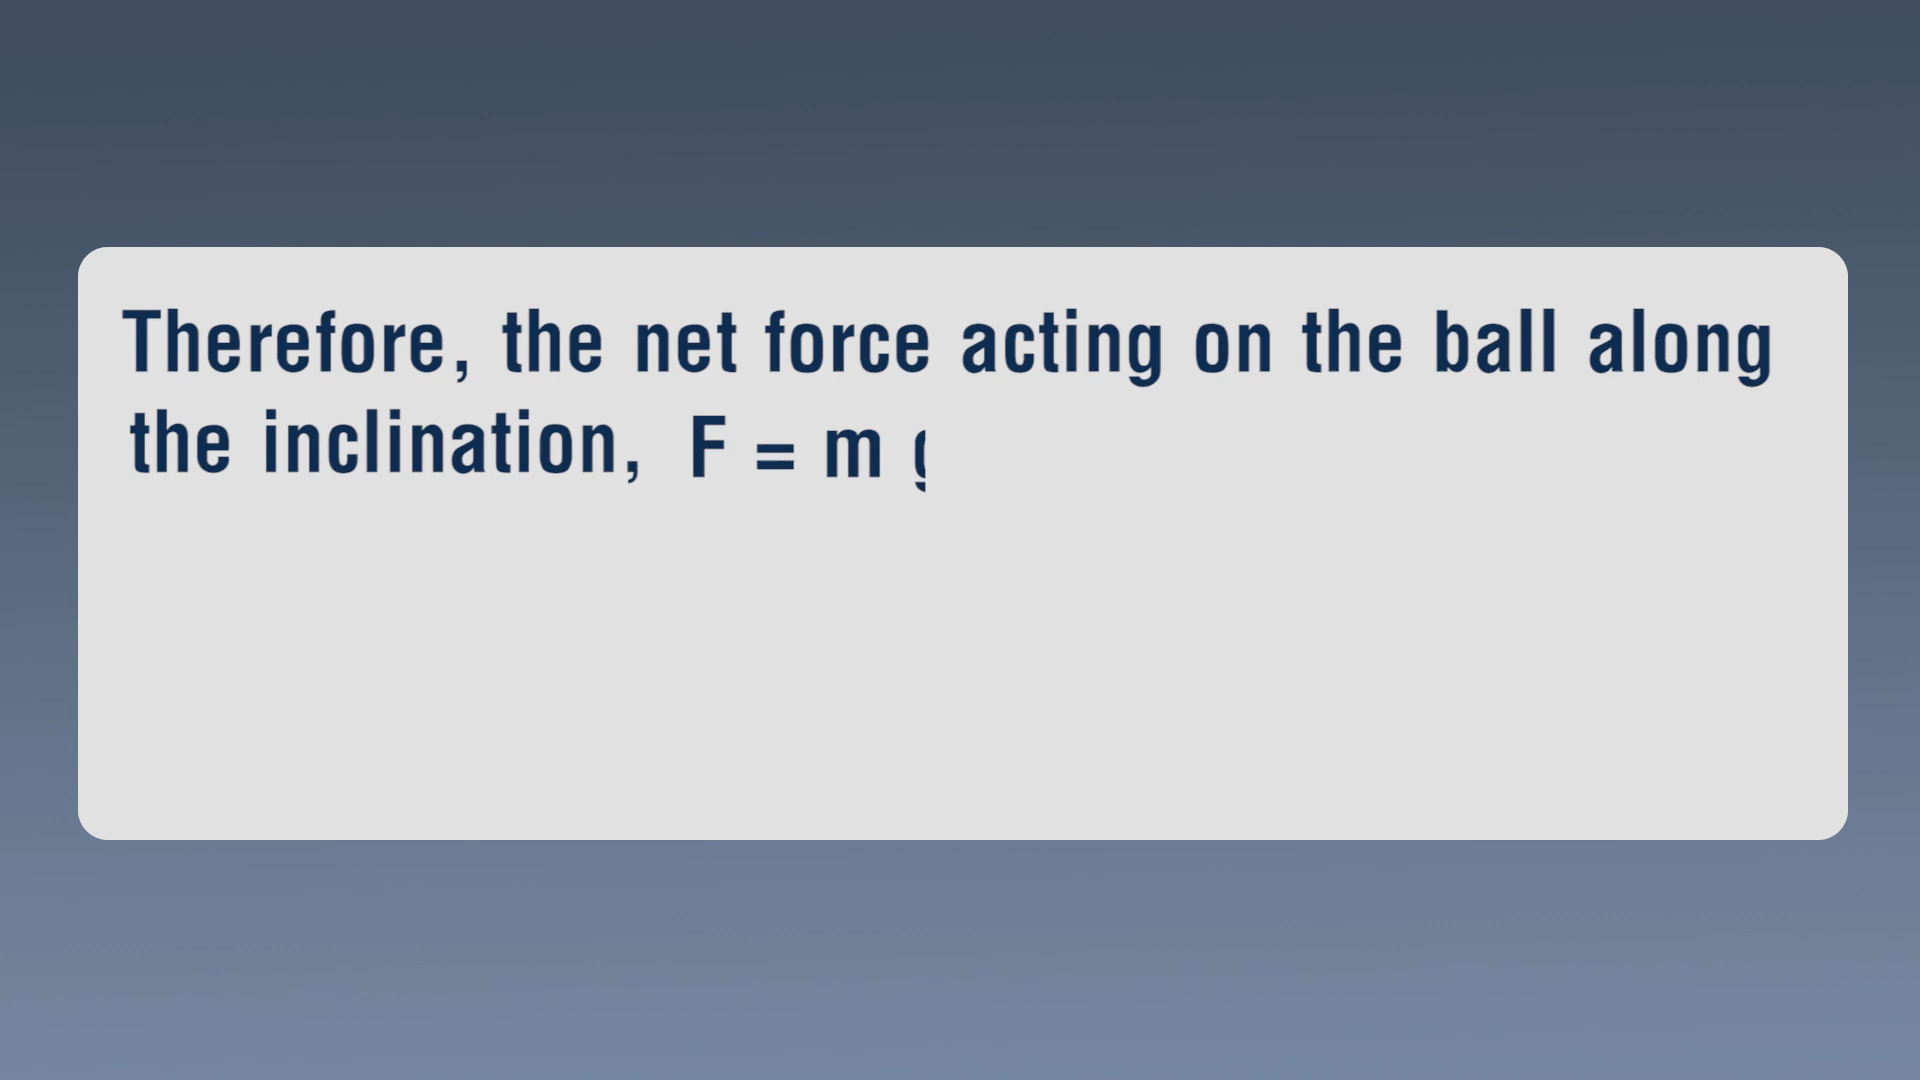 Therefore, the net force acting on the ball along
the inclination, F = m